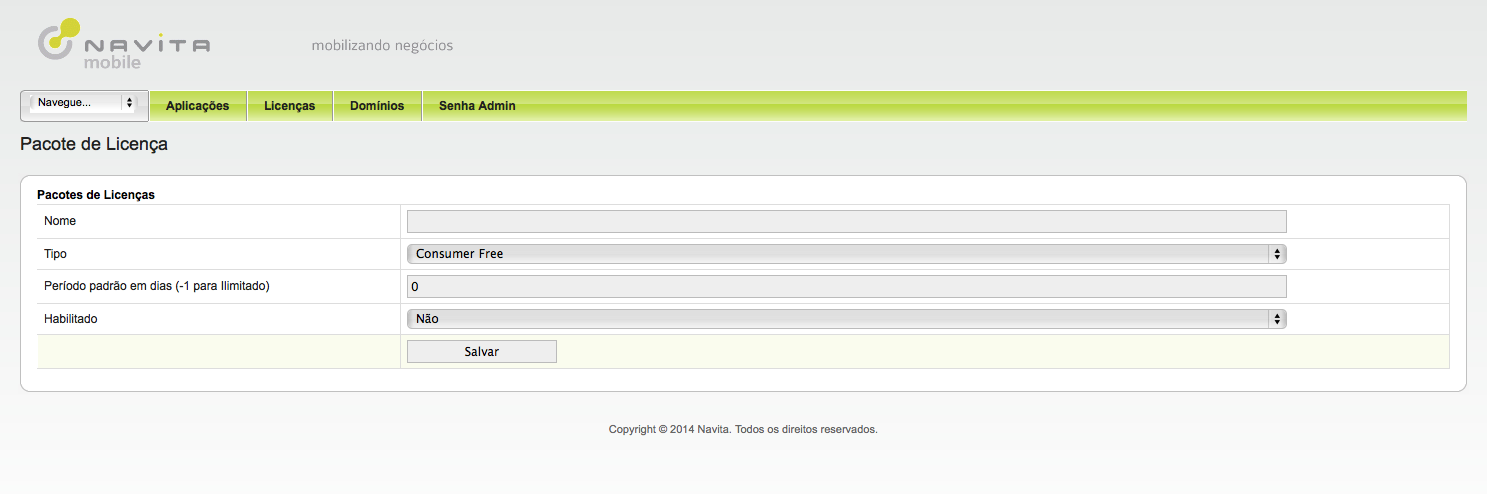 NAVITA
mobile
mobilizando negócios
Navegue... Aplicações Licenças Domínios Senha Admin
Pacote de Licença
Pacotes de Licenças
Nome
Tipo Consumer Free
Período padrão em dias (-1 para Ilimitado) 0
Habilitado Não
Salvar
Copyright © 2014 Navita. Todos os direitos reservados.